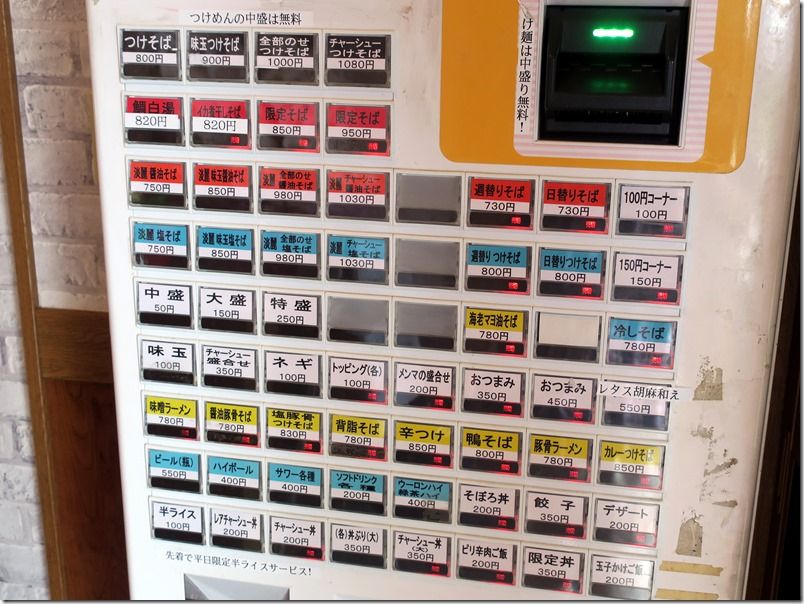 つけめんの中盛は無料
け麺は中盛り無料！
つけそば
800円
味玉つけそば
900円
全部のせ
つけそば
1000円
チャーシュー
つけそば
1080円
鯛白湯
820円
イカ煮干しそば
820円
限定そば
850円
限定そば
950円
淡麗 醤油そば
750円
淡麗 味玉醤油そば
850円
淡麗 全部のせ
醤油そば
980円
淡麗 チャーシュー
醤油そば
1030円
週替りそば
730円
日替りそば
730円
100円コーナー
100円
淡麗 塩そば
750円
淡麗 味玉塩そば
850円
淡麗 全部のせ
塩そば
980円
淡麗 チャーシュー
塩そば
1030円
週替りつけそば
800円
日替りつけそば
800円
150円コーナー
150円
中盛
50円
大盛
150円
特盛
250円
海老マヨ油そば
780円
冷しそば
780円
味玉
100円
チャーシュー
盛合せ
350円
ネギ
100円
トッピング(各)
100円
メンマの盛合せ
200円
おつまみ
350円
おつまみ
450円
レタス胡麻和え
550円
味噌ラーメン
780円
醤油豚骨そば
780円
塩豚骨
つけそば
830円
背脂そば
780円
辛つけ
850円
鴨そば
800円
豚骨ラーメン
780円
カレーつけそば
850円
ビール(瓶)
550円
ハイボール
400円
サワー各種
400円
ソフトドリンク
各種
200円
ウーロンハイ
緑茶ハイ
400円
そぼろ丼
200円
餃子
350円
デザート
200円
半ライス
100円
レアチャーシュー丼
200円
チャーシュー丼
200円
(各)丼ぶり(大)
350円
チャーシュー丼
(大)
350円
ピリ辛肉ご飯
200円
限定丼
350円
玉子かけご飯
200円
先着で平日限定半ライスサービス！